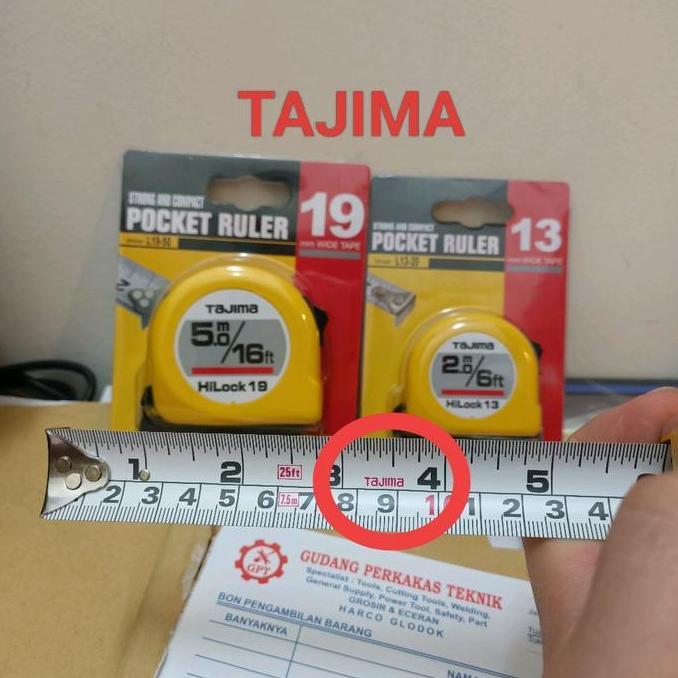 TAJIMA
STRONG AND COMPACT
POCKET RULER
L19-50
19
mm WIDE TAPE
TAJIMA
5.0m/16ft
HiLock 19
STRONG AND COMPACT
POCKET RULER
L13-20
13
mm WIDE TAPE
TAJIMA
2.0m/6ft
HiLock 13
1 2 25ft 3 TAJIMA 4 5
2 3 4 5 6 7.5m 7 8 9 10 1 2 3 4
GPT
GUDANG PERKAKAS TEKNIK
Specialist : Tools, Cutting Tools, Welding,
General Supply, Power Tool, Safety, Part
GROSIR & ECERAN
HARCO GLODOK
BON PENGAMBILAN BARANG
BANYAKNYA
NAM